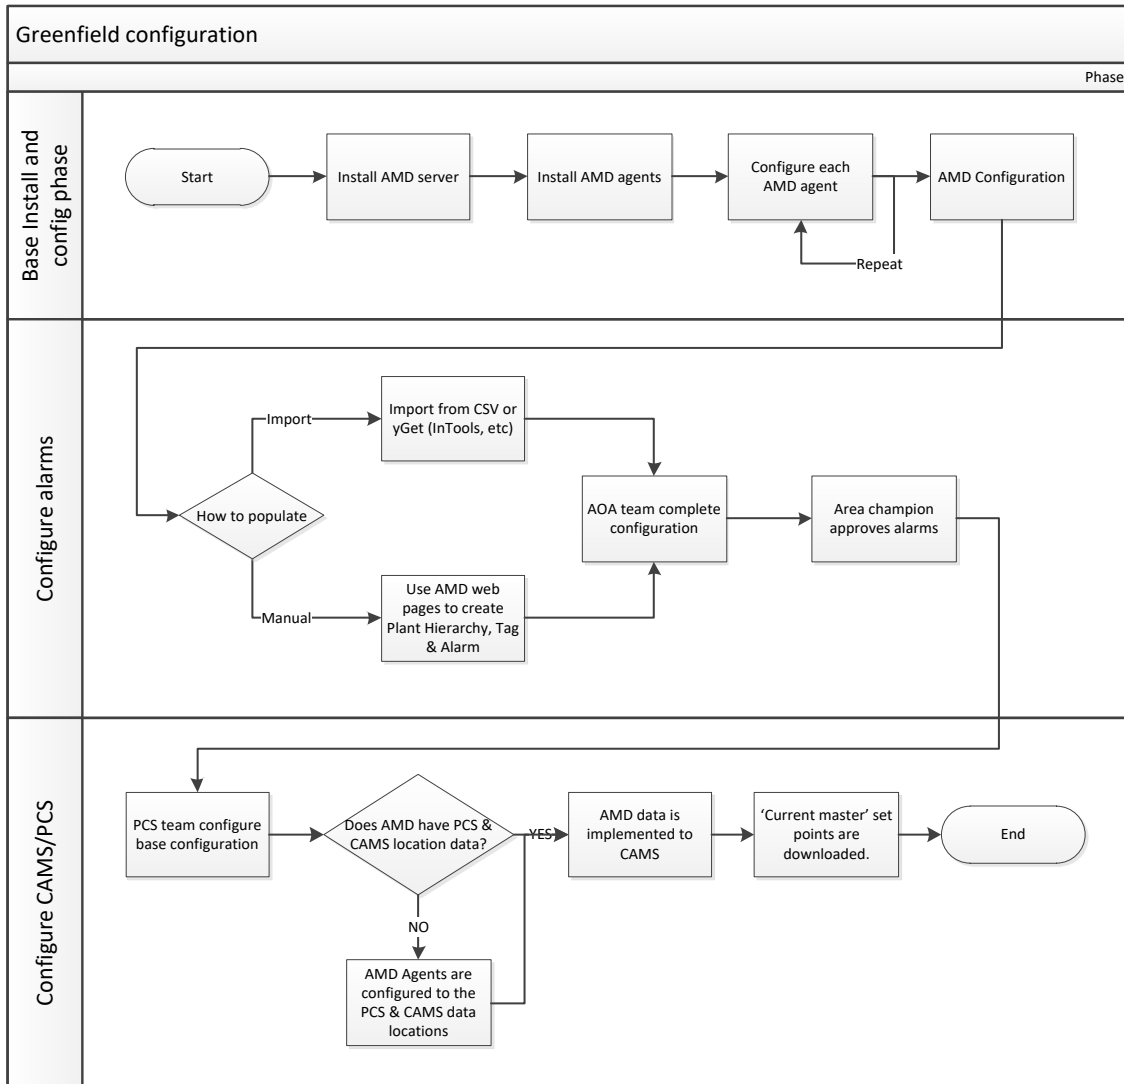 Greenfield configuration
Phase
Base Install and
config phase
Start
Install AMD server
Install AMD agents
Configure each
AMD agent
Repeat
AMD Configuration
Configure alarms
How to populate
Import
Import from CSV or
yGet (InTools, etc)
Manual
Use AMD web
pages to create
Plant Hierarchy, Tag
& Alarm
AOA team complete
configuration
Area champion
approves alarms
Configure CAMS/PCS
PCS team configure
base configuration
Does AMD have PCS &
CAMS location data?
YES
NO
AMD Agents are
configured to the
PCS & CAMS data
locations
AMD data is
implemented to
CAMS
‘Current master’ set
points are
downloaded.
End